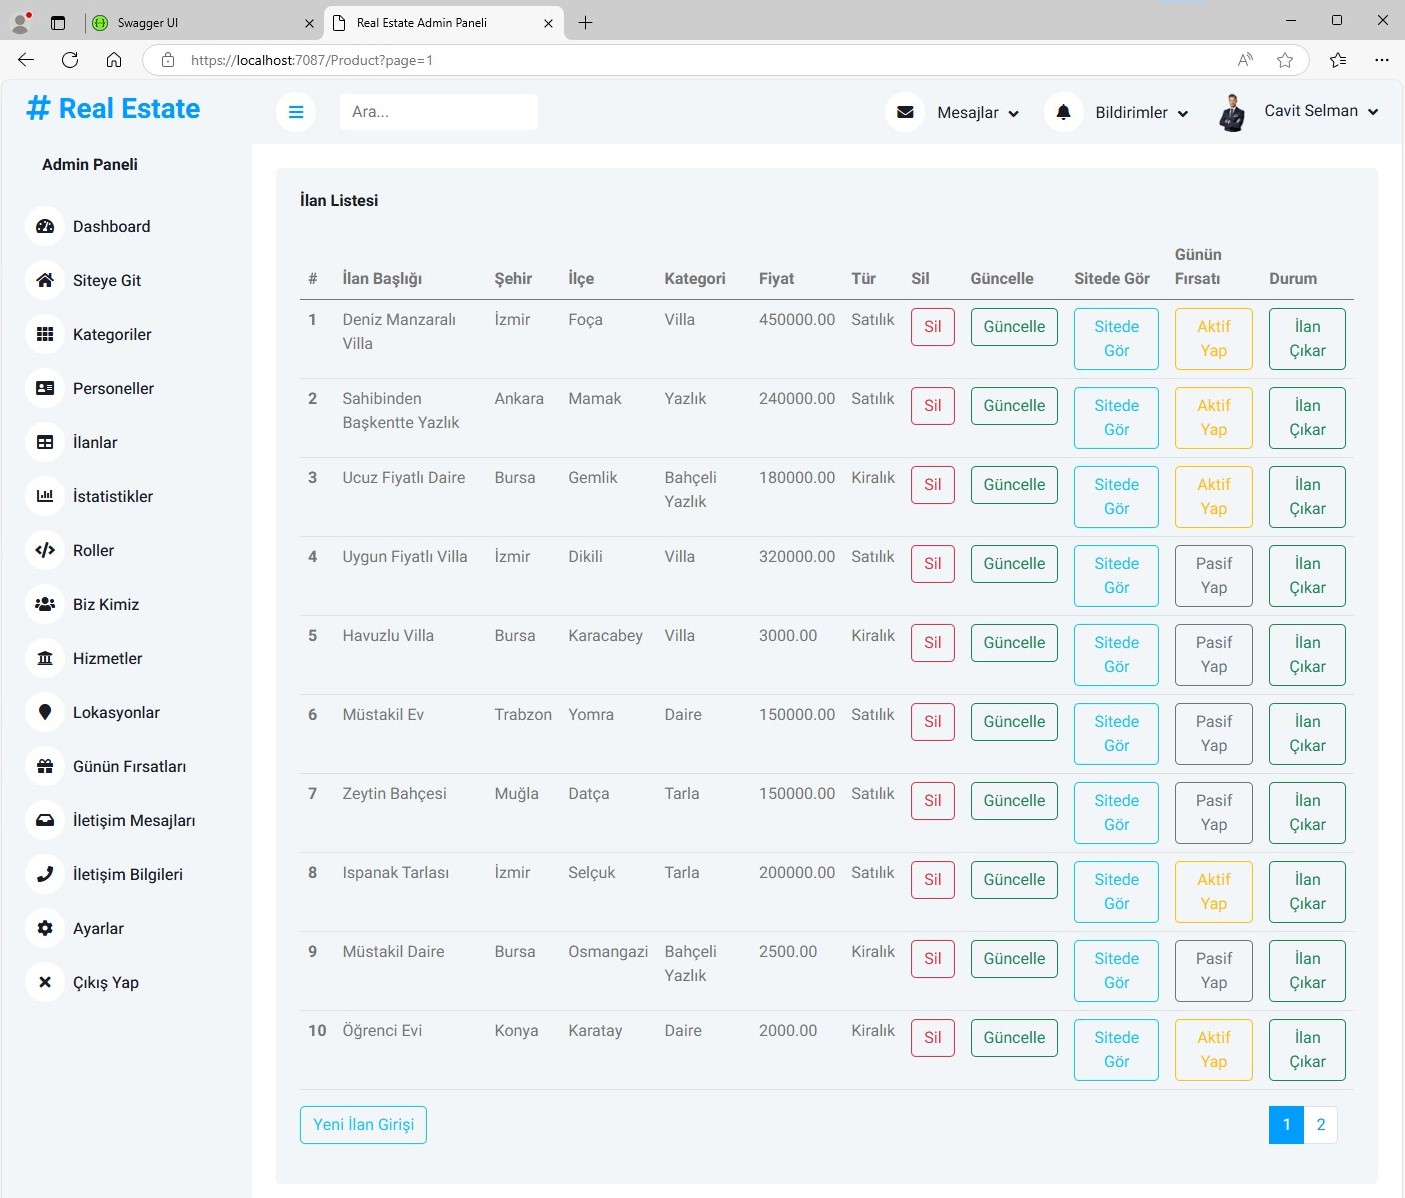 Swagger UI
Real Estate Admin Paneli
https://localhost:7087/Product?page=1
# Real Estate
Ara...
Mesajlar
Bildirimler
Cavit Selman
Admin Paneli
Dashboard
Siteye Git
Kategoriler
Personeller
İlanlar
İstatistikler
Roller
Biz Kimiz
Hizmetler
Lokasyonlar
Günün Fırsatları
İletişim Mesajları
İletişim Bilgileri
Ayarlar
Çıkış Yap
İlan Listesi
# İlan Başlığı Şehir İlçe Kategori Fiyat Tür Sil Güncelle Sitede Gör Günün Fırsatı Durum
1 Deniz Manzaralı Villa İzmir Foça Villa 450000.00 Satılık Sil Güncelle Sitede Gör Aktif Yap İlan Çıkar
2 Sahibinden Başkentte Yazlık Ankara Mamak Yazlık 240000.00 Satılık Sil Güncelle Sitede Gör Aktif Yap İlan Çıkar
3 Ucuz Fiyatlı Daire Bursa Gemlik Bahçeli Yazlık 180000.00 Kiralık Sil Güncelle Sitede Gör Aktif Yap İlan Çıkar
4 Uygun Fiyatlı Villa İzmir Dikili Villa 320000.00 Satılık Sil Güncelle Sitede Gör Pasif Yap İlan Çıkar
5 Havuzlu Villa Bursa Karacabey Villa 3000.00 Kiralık Sil Güncelle Sitede Gör Pasif Yap İlan Çıkar
6 Müstakil Ev Trabzon Yomra Daire 150000.00 Satılık Sil Güncelle Sitede Gör Pasif Yap İlan Çıkar
7 Zeytin Bahçesi Muğla Datça Tarla 150000.00 Satılık Sil Güncelle Sitede Gör Pasif Yap İlan Çıkar
8 Ispanak Tarlası İzmir Selçuk Tarla 200000.00 Satılık Sil Güncelle Sitede Gör Aktif Yap İlan Çıkar
9 Müstakil Daire Bursa Osmangazi Bahçeli Yazlık 2500.00 Kiralık Sil Güncelle Sitede Gör Pasif Yap İlan Çıkar
10 Öğrenci Evi Konya Karatay Daire 2000.00 Kiralık Sil Güncelle Sitede Gör Aktif Yap İlan Çıkar
Yeni İlan Girişi
1 2